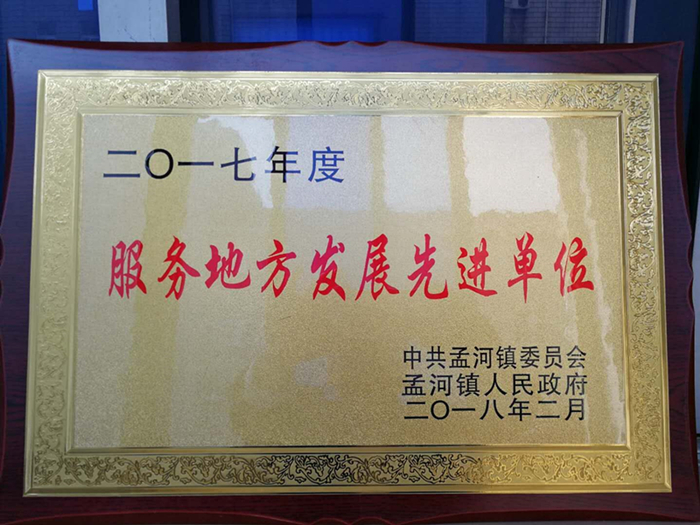 二〇一七年度
服务地方发展先进单位
中共孟河镇委员会
孟河镇人民政府
二〇一八年二月